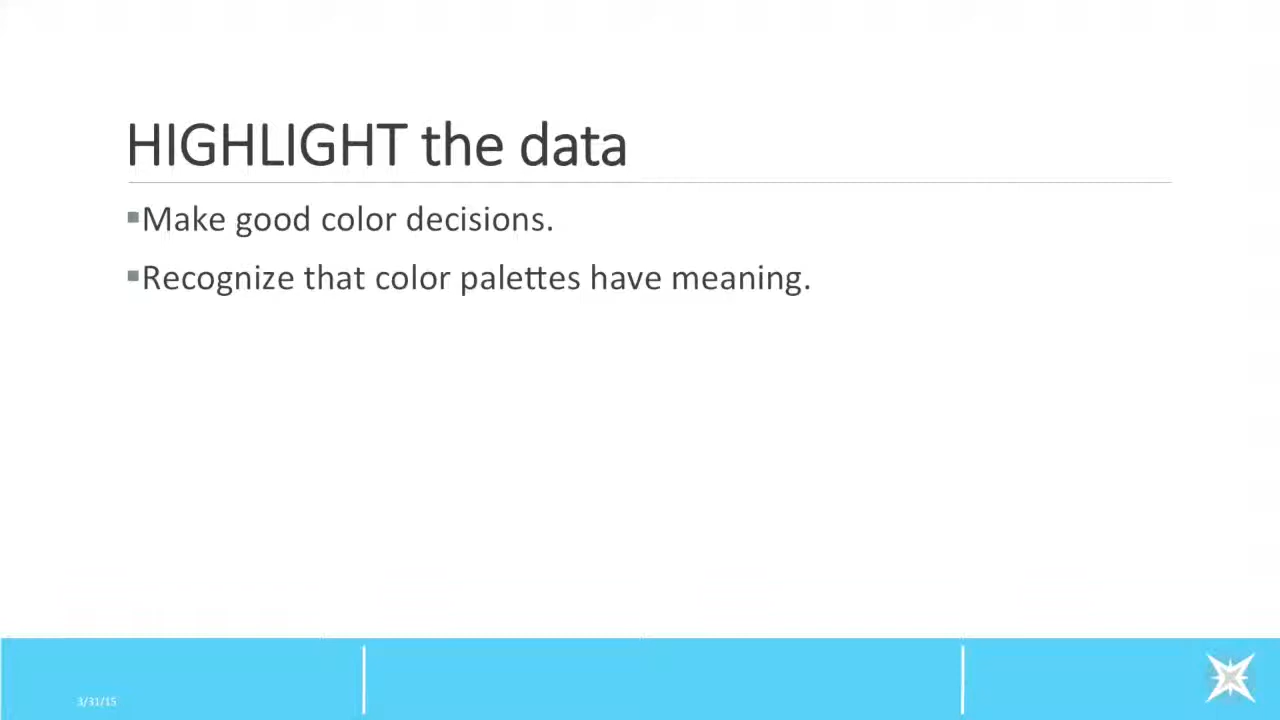 HIGHLIGHT the data
▪Make good color decisions.
▪Recognize that color palettes have meaning.
3/31/15